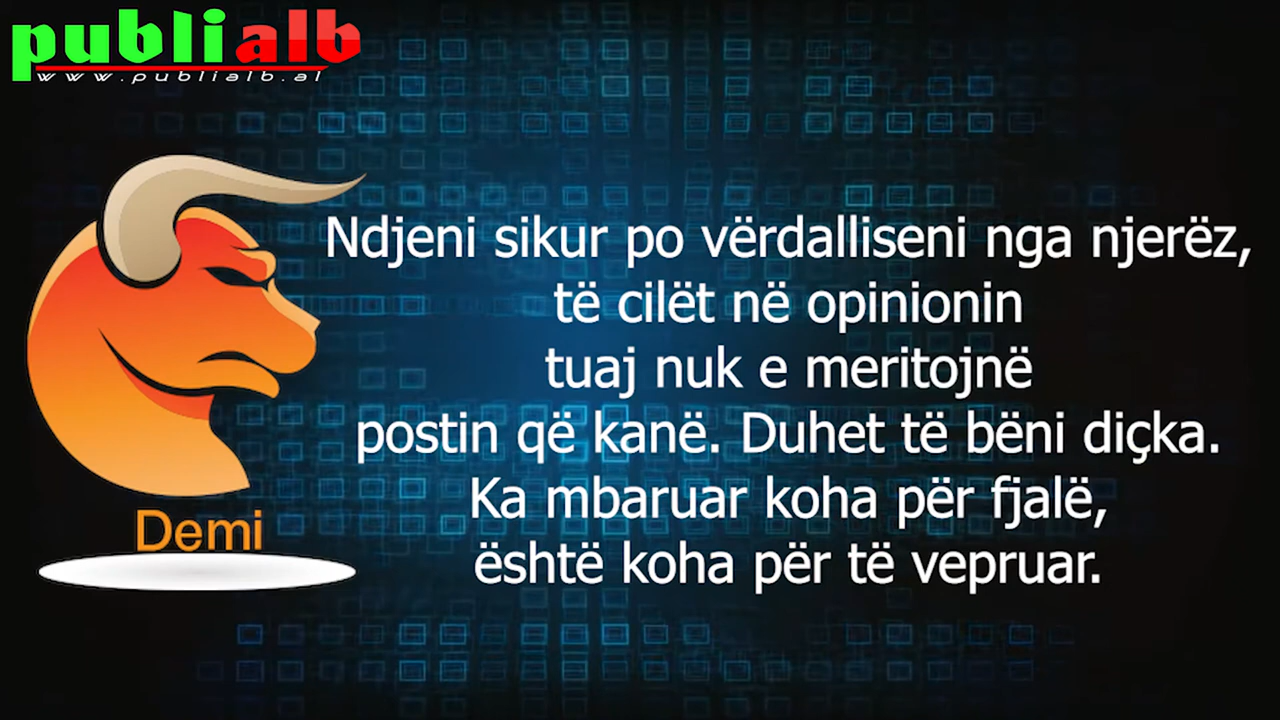 publialb
www.publialb.al
Ndjeni sikur po vërdalliseni nga njerëz,
të cilët në opinionin
tuaj nuk e meritojnë
postin që kanë. Duhet të bëni diçka.
Ka mbaruar koha për fjalë,
është koha për të vepruar.
Demi